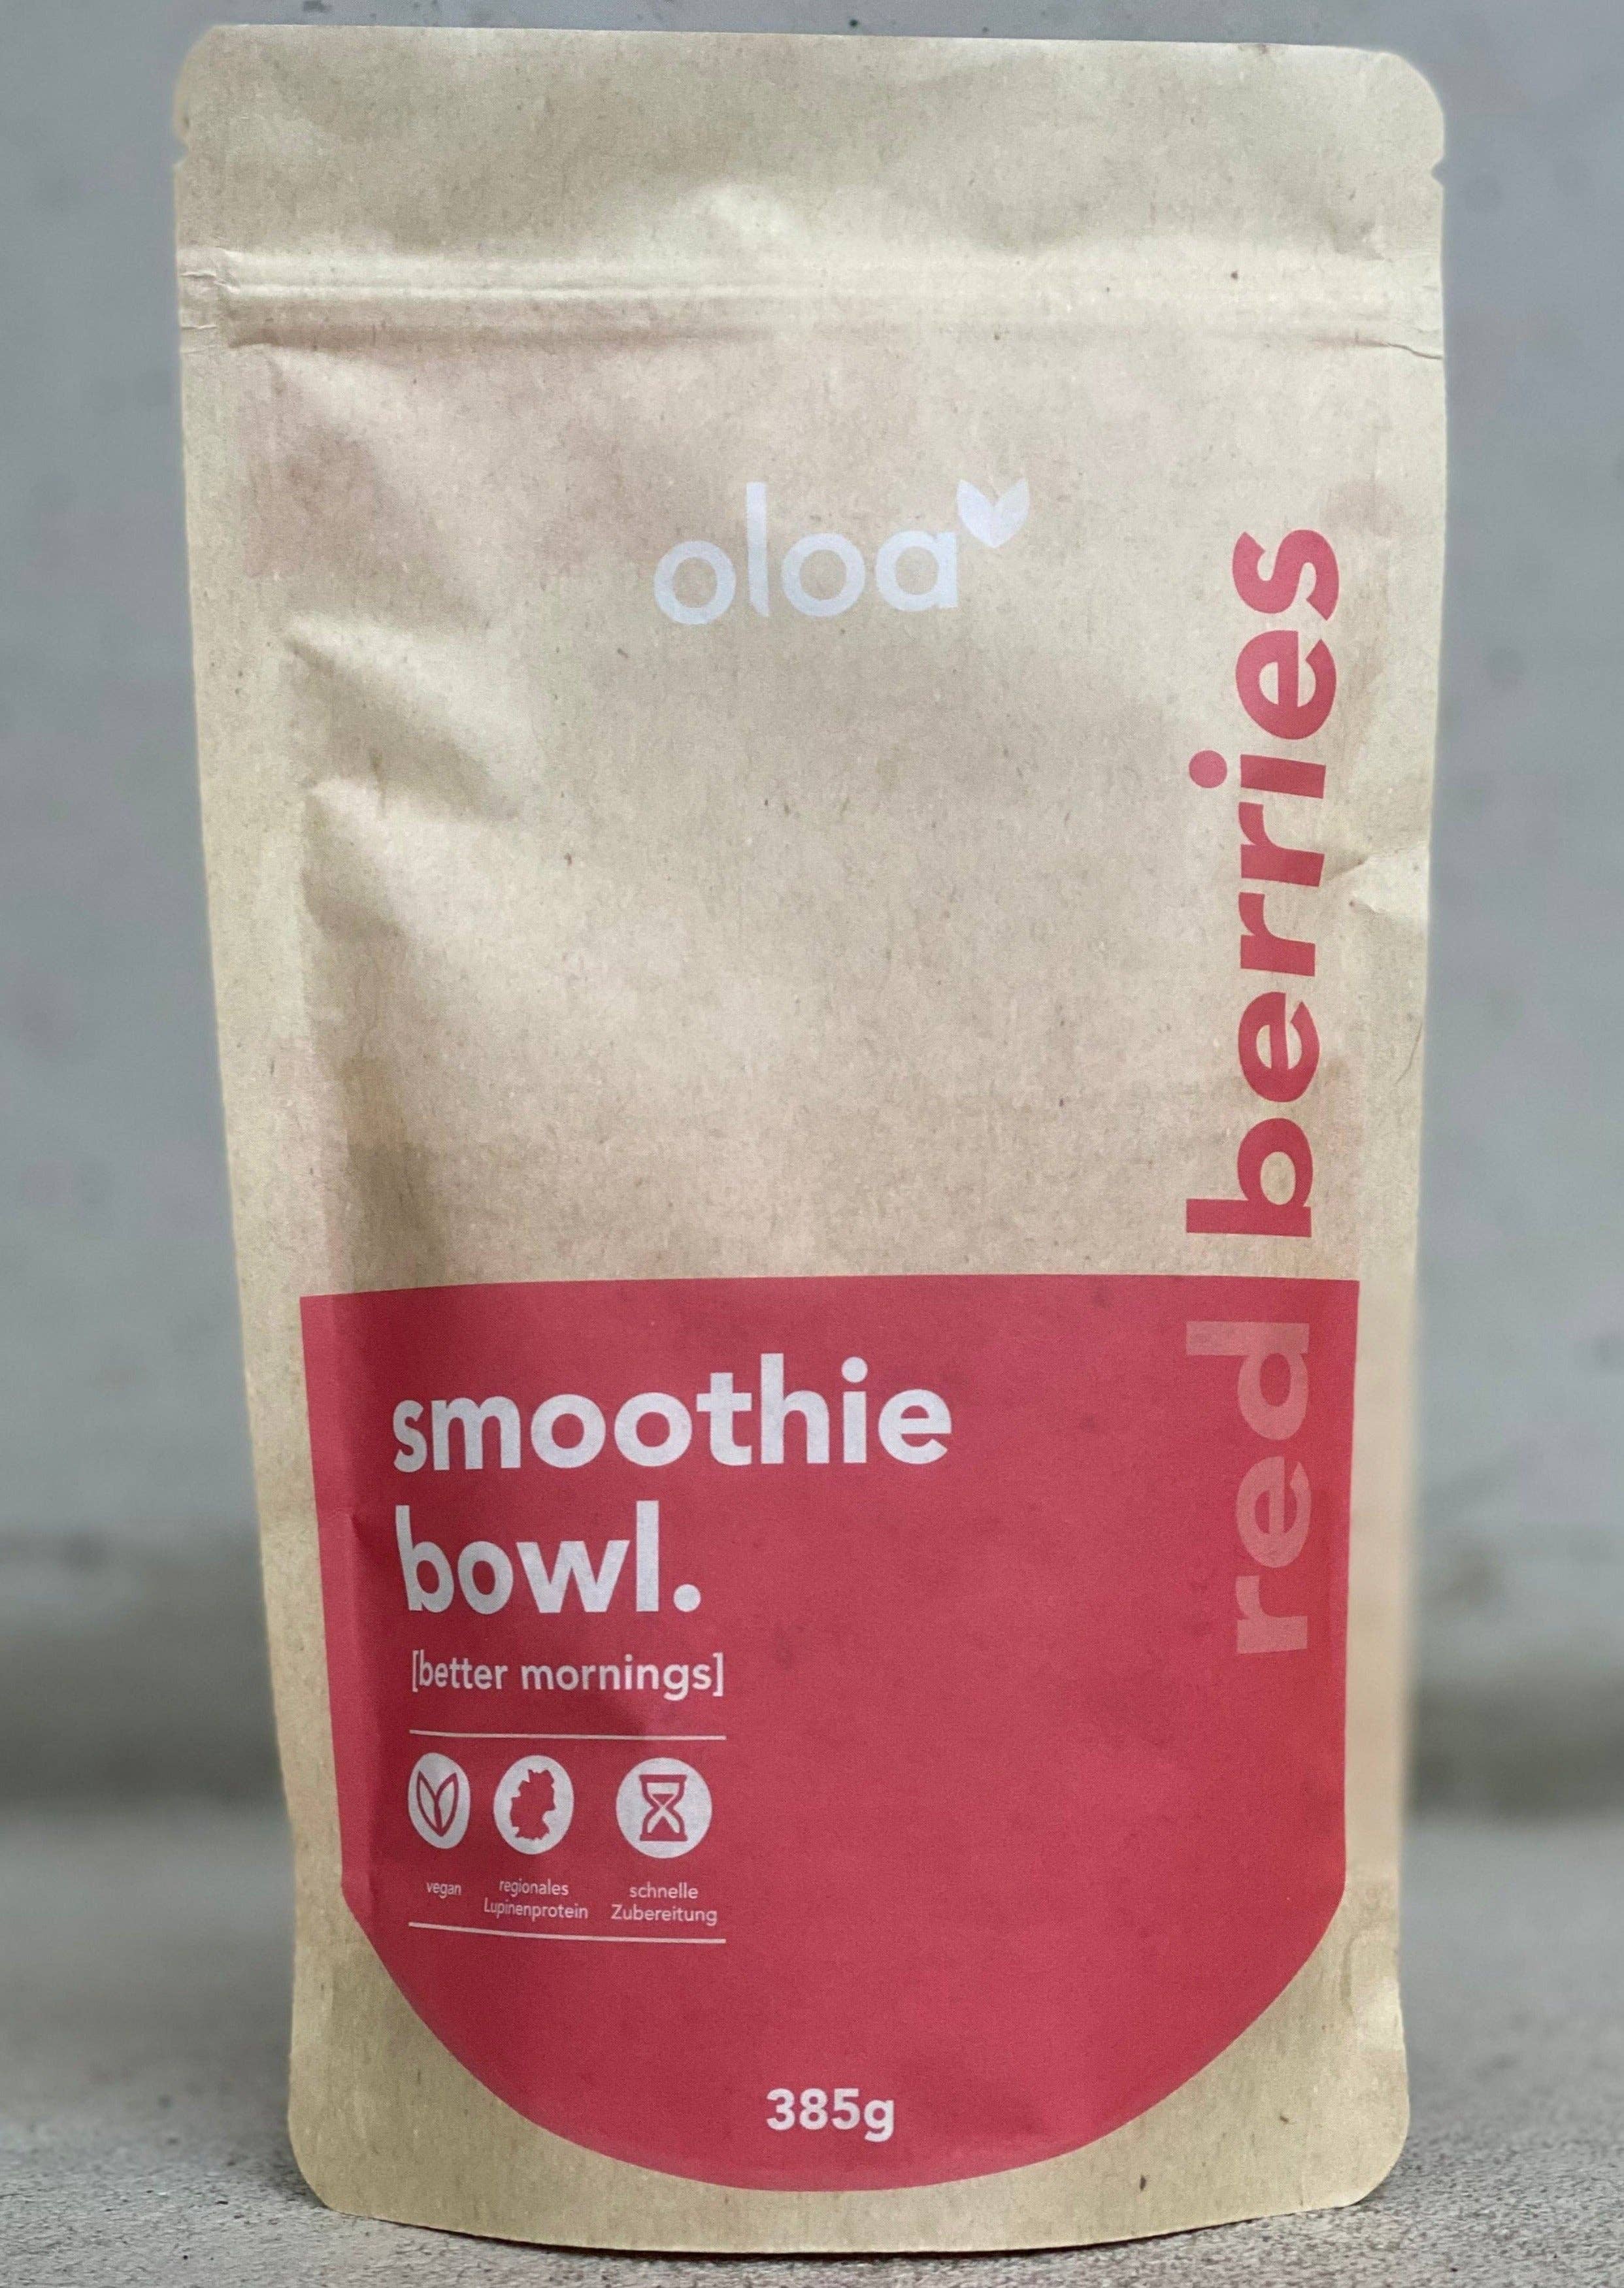 oloa
red berries
smoothie
bowl.
[better mornings]
vegan
regionales
Lupinenprotein
schnelle
Zubereitung
385g